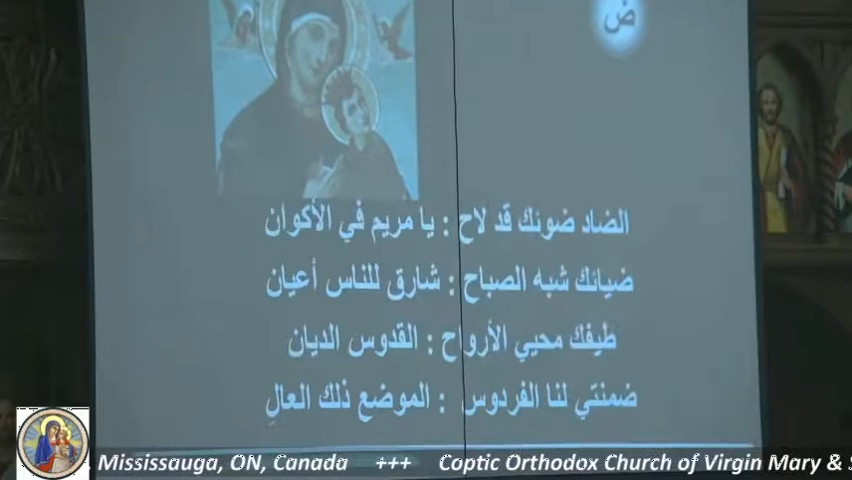 ض
الضاد ضوئك قد لاح : يا مريم في الأكوان
ضيائك شبه الصباح : شارق للناس أعيان
طيفك محيي الأرواح : القدوس الديان
ضمنتي لنا الفردوس : الموضع ذلك العال
Mississauga, ON, Canada +++ Coptic Orthodox Church of Virgin Mary &